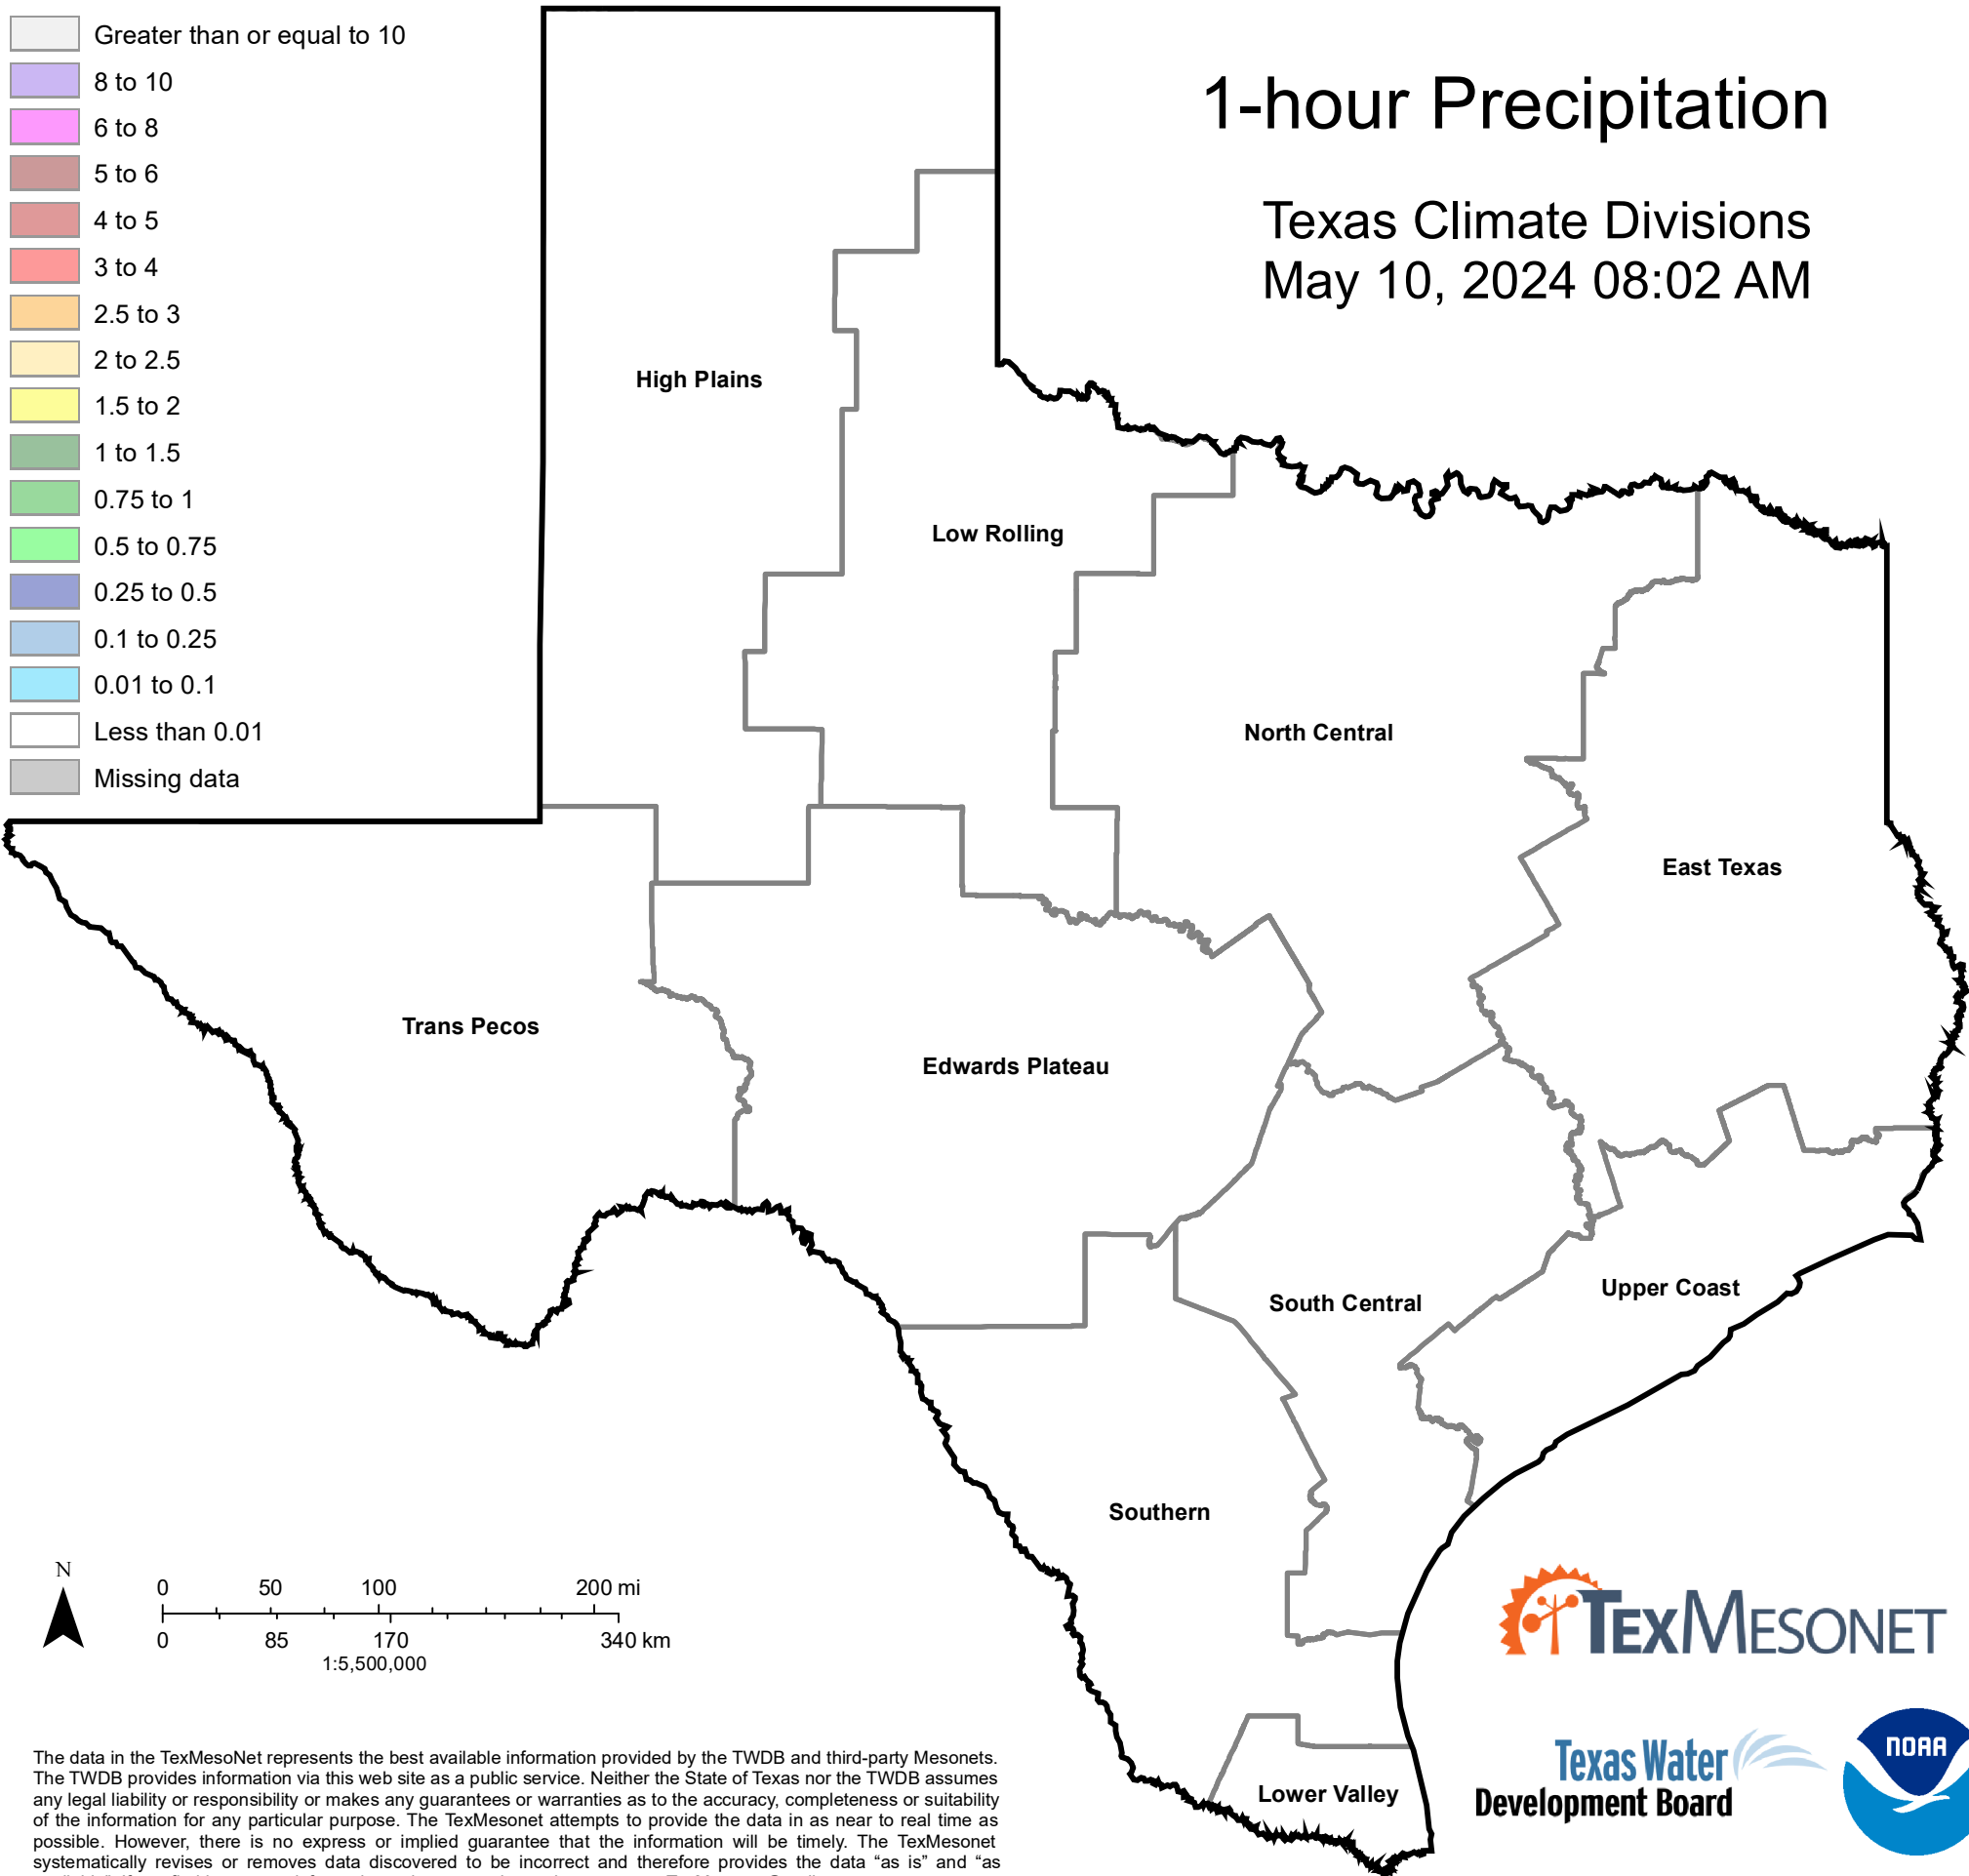 Greater than or equal to 10
8 to 10
6 to 8
5 to 6
4 to 5
3 to 4
2.5 to 3
2 to 2.5
1.5 to 2
1 to 1.5
0.75 to 1
0.5 to 0.75
0.25 to 0.5
0.1 to 0.25
0.01 to 0.1
Less than 0.01
Missing data
1-hour Precipitation
Texas Climate Divisions
May 10, 2024 08:02 AM
High Plains
Low Rolling
North Central
East Texas
Trans Pecos
Edwards Plateau
South Central
Upper Coast
Southern
Lower Valley
N
0 50 100 200 mi
0 85 170 340 km
1:5,500,000
The data in the TexMesoNet represents the best available information provided by the TWDB and third-party Mesonets.
The TWDB provides information via this web site as a public service. Neither the State of Texas nor the TWDB assumes
any legal liability or responsibility or makes any guarantees or warranties as to the accuracy, completeness or suitability
of the information for any particular purpose. The TexMesonet attempts to provide the data in as near to real time as
possible. However, there is no express or implied guarantee that the information will be timely. The TexMesonet
systematically revises or removes data discovered to be incorrect and therefore provides the data “as is” and “as
TEXMESONET
Texas Water
Development Board
NOAA